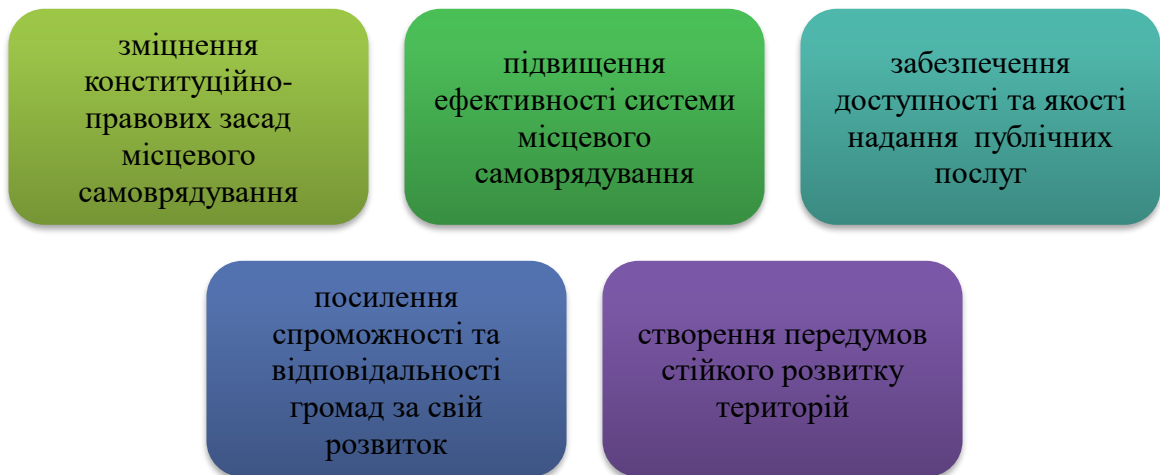 зміцнення
конституційно-
правових засад
місцевого
самоврядування
підвищення
ефективності системи
місцевого
самоврядування
забезпечення
доступності та якості
надання  публічних
послуг
посилення
спроможності та
відповідальності
громад за свій
розвиток
створення передумов
стійкого розвитку
територій